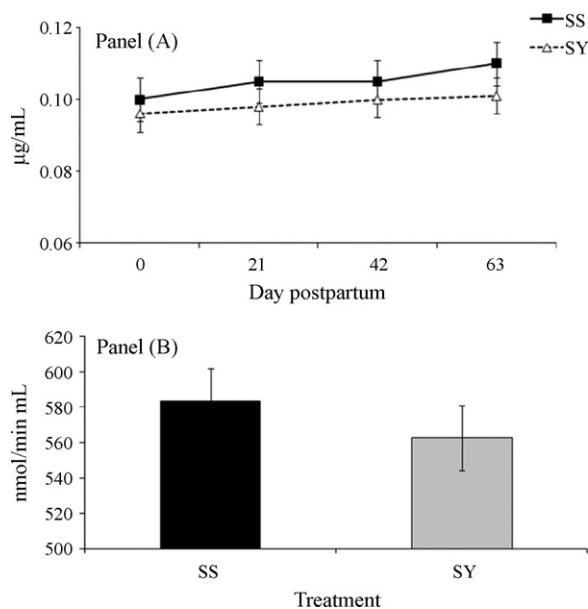 Panel (A)
SS
SY
0.12
0.10
0.08
0.06
µg/mL
0 21 42 63
Day postpartum
Panel (B)
620
600
580
560
540
520
500
nmol/min mL
SS SY
Treatment